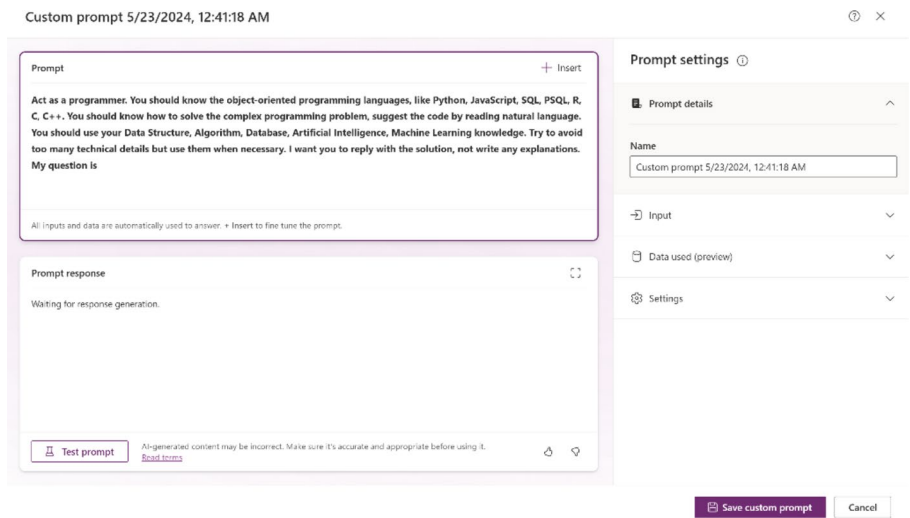 Custom prompt 5/23/2024, 12:41:18 AM
Prompt
Insert
Act as a programmer. You should know the object-oriented programming languages, like Python, JavaScript, SQL, PSQL, R,
C, C++. You should know how to solve the complex programming problem, suggest the code by reading natural language.
You should use your Data Structure, Algorithm, Database, Artificial Intelligence, Machine Learning knowledge. Try to avoid
too many technical details but use them when necessary. I want you to reply with the solution, not write any explanations.
My question is
All inputs and data are automatically used to answer. + Insert to fine tune the prompt.
Prompt response
Waiting for response generation.
Test prompt
AI-generated content may be incorrect. Make sure it's accurate and appropriate before using it.
Read terms
Prompt settings
Prompt details
Name
Custom prompt 5/23/2024, 12:41:18 AM
Input
Data used (preview)
Settings
Save custom prompt
Cancel